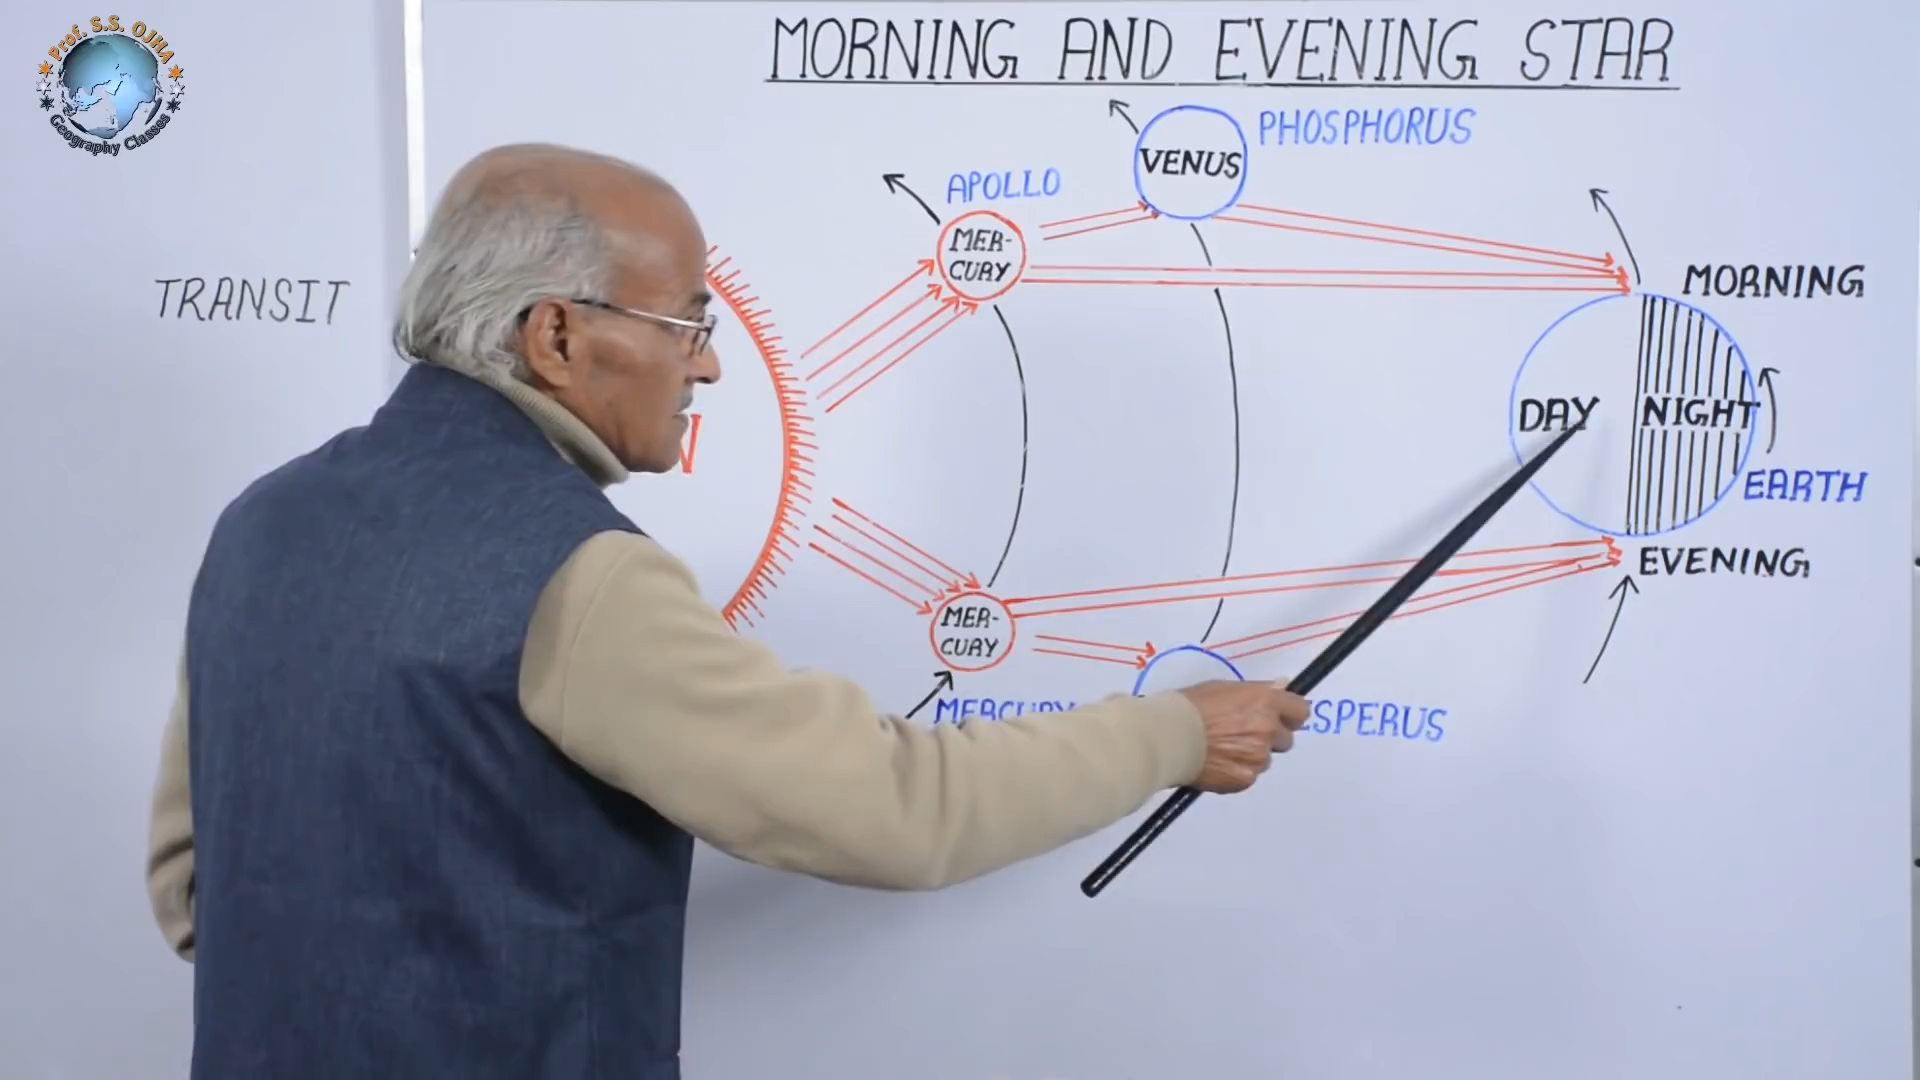 Prof. S.S. OJHA
Geography Classes
MORNING AND EVENING STAR
PHOSPHORUS
VENUS
APOLLO
MER-
CURY
TRANSIT
MORNING
DAY
NIGHT
EARTH
EVENING
MER-
CURY
MERCURY